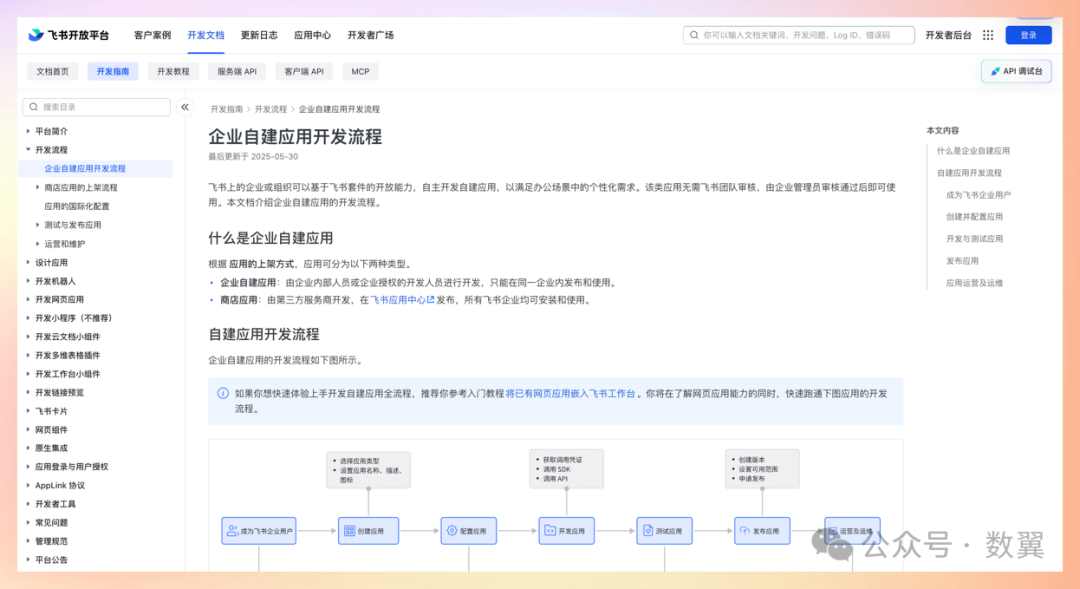 飞书开放平台
客户案例
开发文档
更新日志
应用中心
开发者广场
你可以输入文档关键词、开发问题、Log ID、错误码
开发者后台
登录
文档首页
开发指南
开发教程
服务端 API
客户端 API
MCP
API 调试台
搜索目录
平台简介
开发流程
企业自建应用开发流程
商店应用的上架流程
应用的国际化配置
测试与发布应用
运营和维护
设计应用
开发机器人
开发网页应用
开发小程序（不推荐）
开发云文档小组件
开发多维表格插件
开发工作台小组件
开发链接预览
飞书卡片
网页组件
原生集成
应用登录与用户授权
AppLink 协议
开发者工具
常见问题
管理规范
平台公告
开发指南 > 开发流程 > 企业自建应用开发流程
企业自建应用开发流程
最后更新于 2025-05-30
飞书上的企业或组织可以基于飞书套件的开放能力，自主开发自建应用，以满足办公场景中的个性化需求。该类应用无需飞书团队审核，由企业管理员审核通过后即可使
用。本文档介绍企业自建应用的开发流程。
什么是企业自建应用
根据 应用的上架方式，应用可分为以下两种类型。
• 企业自建应用：由企业内部人员或企业授权的开发人员进行开发，只能在同一企业内发布和使用。
• 商店应用：由第三方服务商开发，在 飞书应用中心 发布，所有飞书企业均可安装和使用。
自建应用开发流程
企业自建应用的开发流程如下图所示。
如果你想快速体验上手开发自建应用全流程，推荐你参考入门教程 将已有网页应用嵌入飞书工作台 。你将在了解网页应用能力的同时，快速跑通下图应用的开发
流程。
• 选择应用类型
• 设置应用名称、描述、
图标
• 获取调用凭证
• 调用 SDK
• 调用 API
• 创建版本
• 设置可用范围
• 申请发布
成为飞书企业用户
创建应用
配置应用
开发应用
测试应用
发布应用
运营及运维
本文内容
什么是企业自建应用
自建应用开发流程
成为飞书企业用户
创建并配置应用
开发与测试应用
发布应用
应用运营及运维
公众号 · 数翼